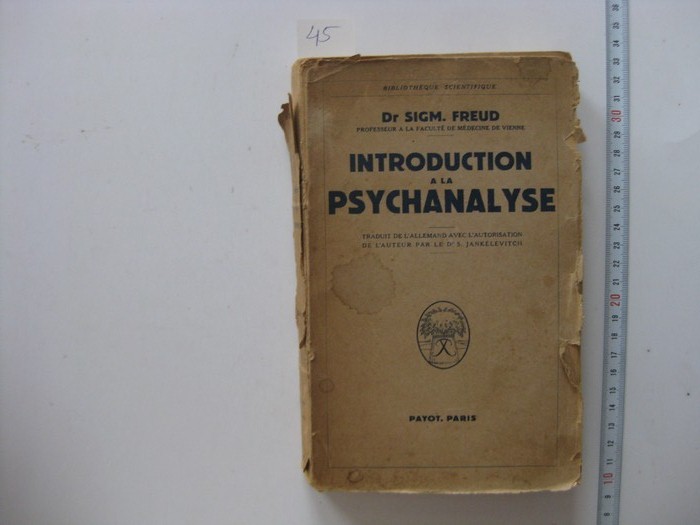 45
BIBLIOTHÈQUE SCIENTIFIQUE
Dr SIGM. FREUD
PROFESSEUR A LA FACULTÉ DE MÉDECINE DE VIENNE
INTRODUCTION
A LA
PSYCHANALYSE
TRADUIT DE L'ALLEMAND AVEC L'AUTORISATION
DE L'AUTEUR PAR LE Dr S. JANKÉLÉVITCH
PAYOT, PARIS